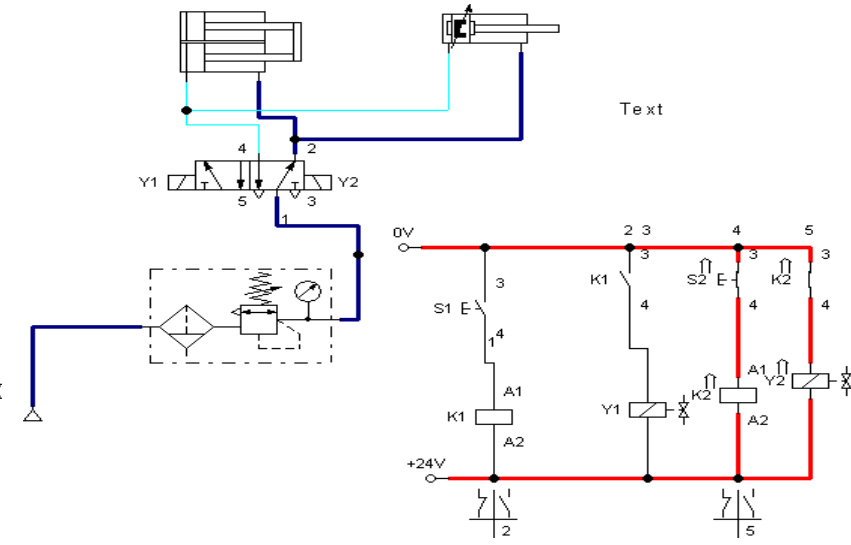 Text
4 2
Y1 Y2
5 3
1
0V 2 3 4 5
3 3 3 3
K1 S2 K2
S1 4 4 4
4
1
A1 A1
Y2
K1 Y1 K2
A2 A2
+24V
2 5